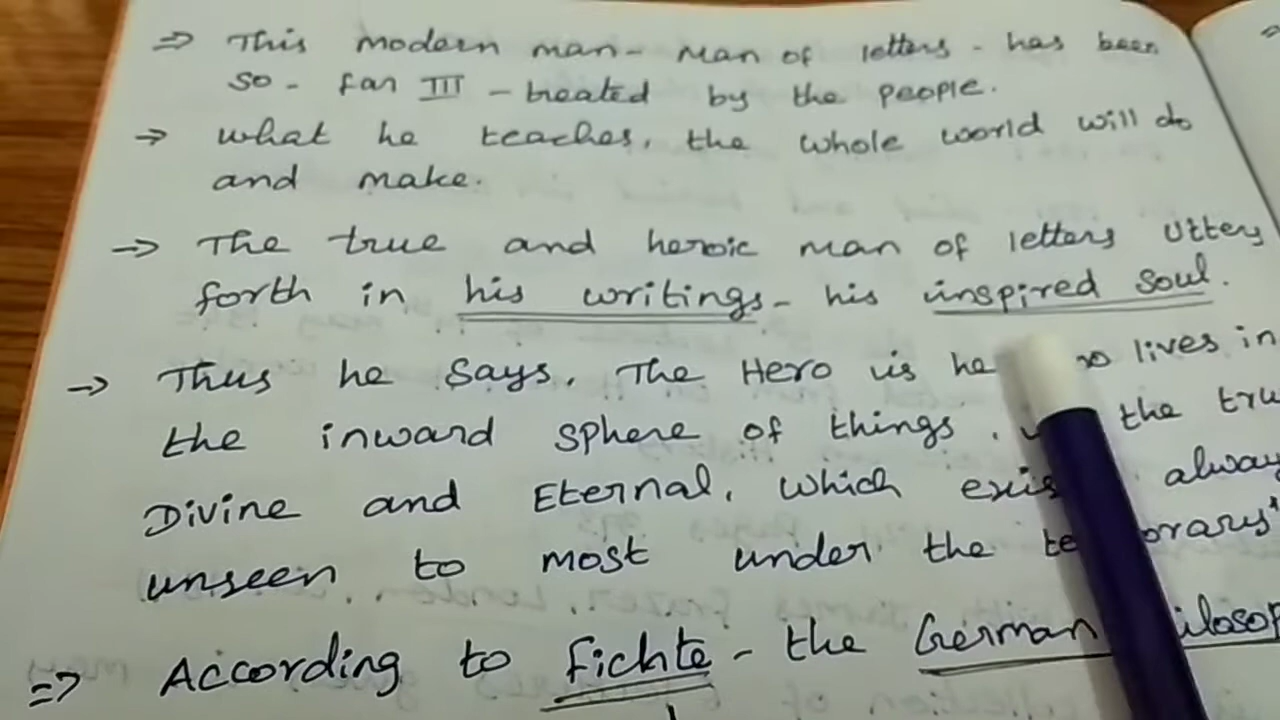 ⇒ This modern man - man of letters - has been
so - far III - treated by the people.
→ what he teaches, the whole world will do
and make.
→ The true and heroic man of letters Utters
forth in his writings - his inspired soul.
→ Thus he says, The Hero is he lives in
the inward sphere of things, the
Divine and Eternal, which
unseen to most under the
⇒ According to Fichte - the German